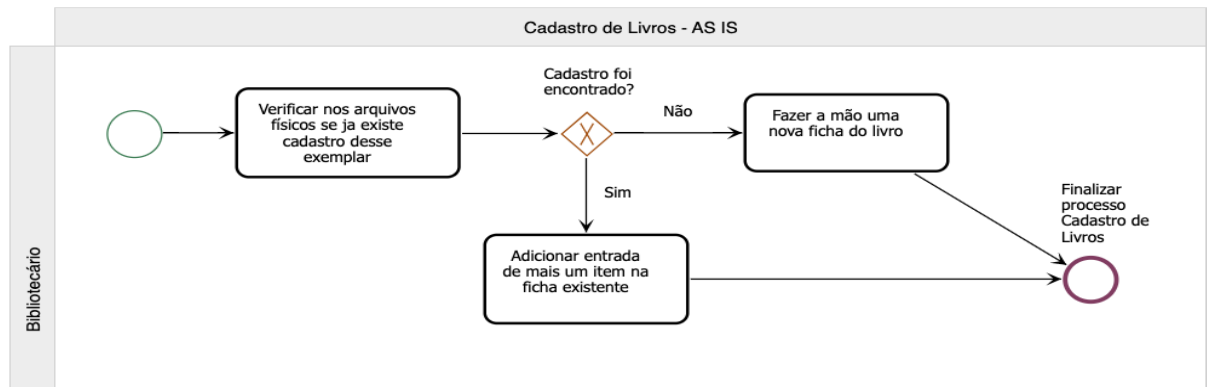 Cadastro de Livros - AS IS
Bibliotecário
Verificar nos arquivos
físicos se ja existe
cadastro desse
exemplar
Cadastro foi
encontrado?
X
Não
Fazer a mão uma
nova ficha do livro
Sim
Adicionar entrada
de mais um item na
ficha existente
Finalizar
processo
Cadastro de
Livros